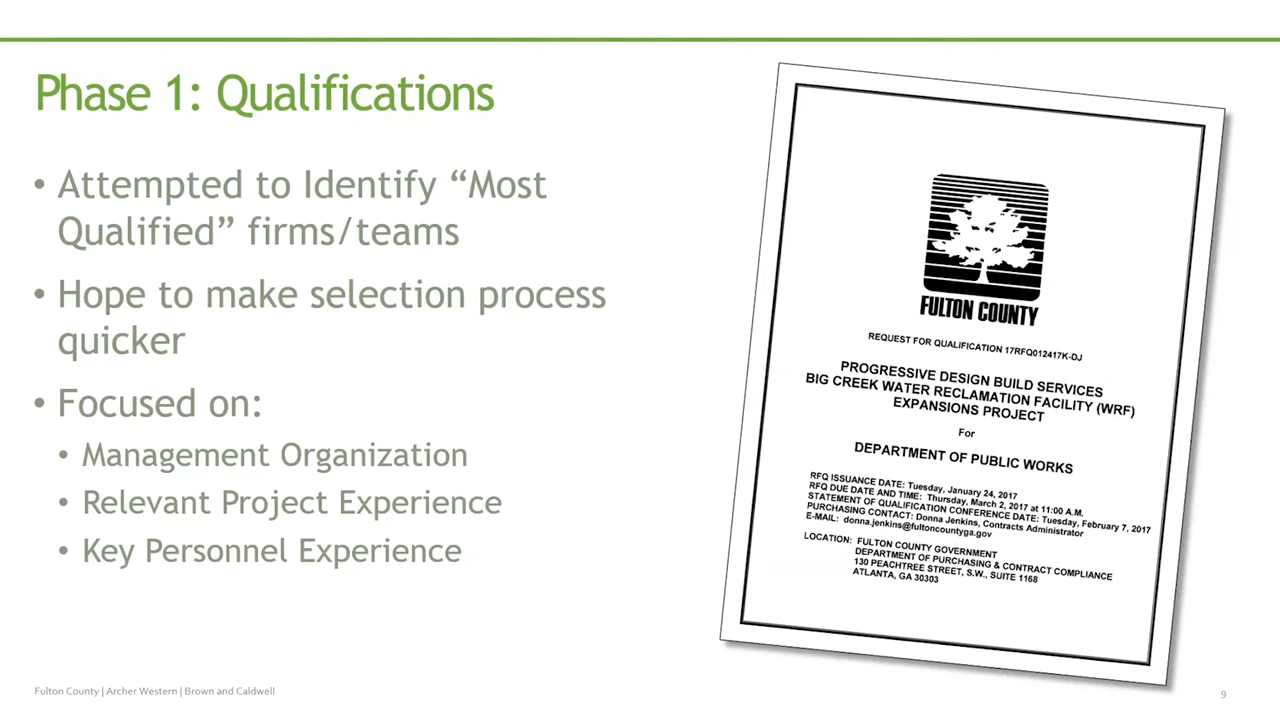 Phase 1: Qualifications
• Attempted to Identify “Most
Qualified” firms/teams
• Hope to make selection process
quicker
• Focused on:
• Management Organization
• Relevant Project Experience
• Key Personnel Experience
FULTON COUNTY
REQUEST FOR QUALIFICATION 17RFQ012417K-DJ
PROGRESSIVE DESIGN BUILD SERVICES
BIG CREEK WATER RECLAMATION FACILITY (WRF)
EXPANSIONS PROJECT
For
DEPARTMENT OF PUBLIC WORKS
RFQ ISSUANCE DATE: Tuesday, January 24, 2017
RFQ DUE DATE AND TIME: Thursday, March 2, 2017 at 11:00 A.M.
STATEMENT OF QUALIFICATION CONFERENCE DATE: Tuesday, February 7, 2017
PURCHASING CONTACT: Donna Jenkins, Contracts Administrator
E-MAIL: donna.jenkins@fultoncountyga.gov
LOCATION: FULTON COUNTY GOVERNMENT
DEPARTMENT OF PURCHASING & CONTRACT COMPLIANCE
130 PEACHTREE STREET, S.W., SUITE 1168
ATLANTA, GA 30303
Fulton County | Archer Western | Brown and Caldwell
9